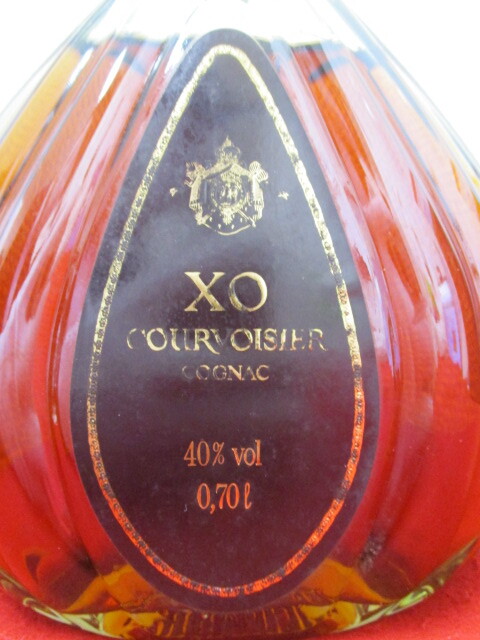 XO
COURVOISIER
COGNAC
40% vol
0,70 l